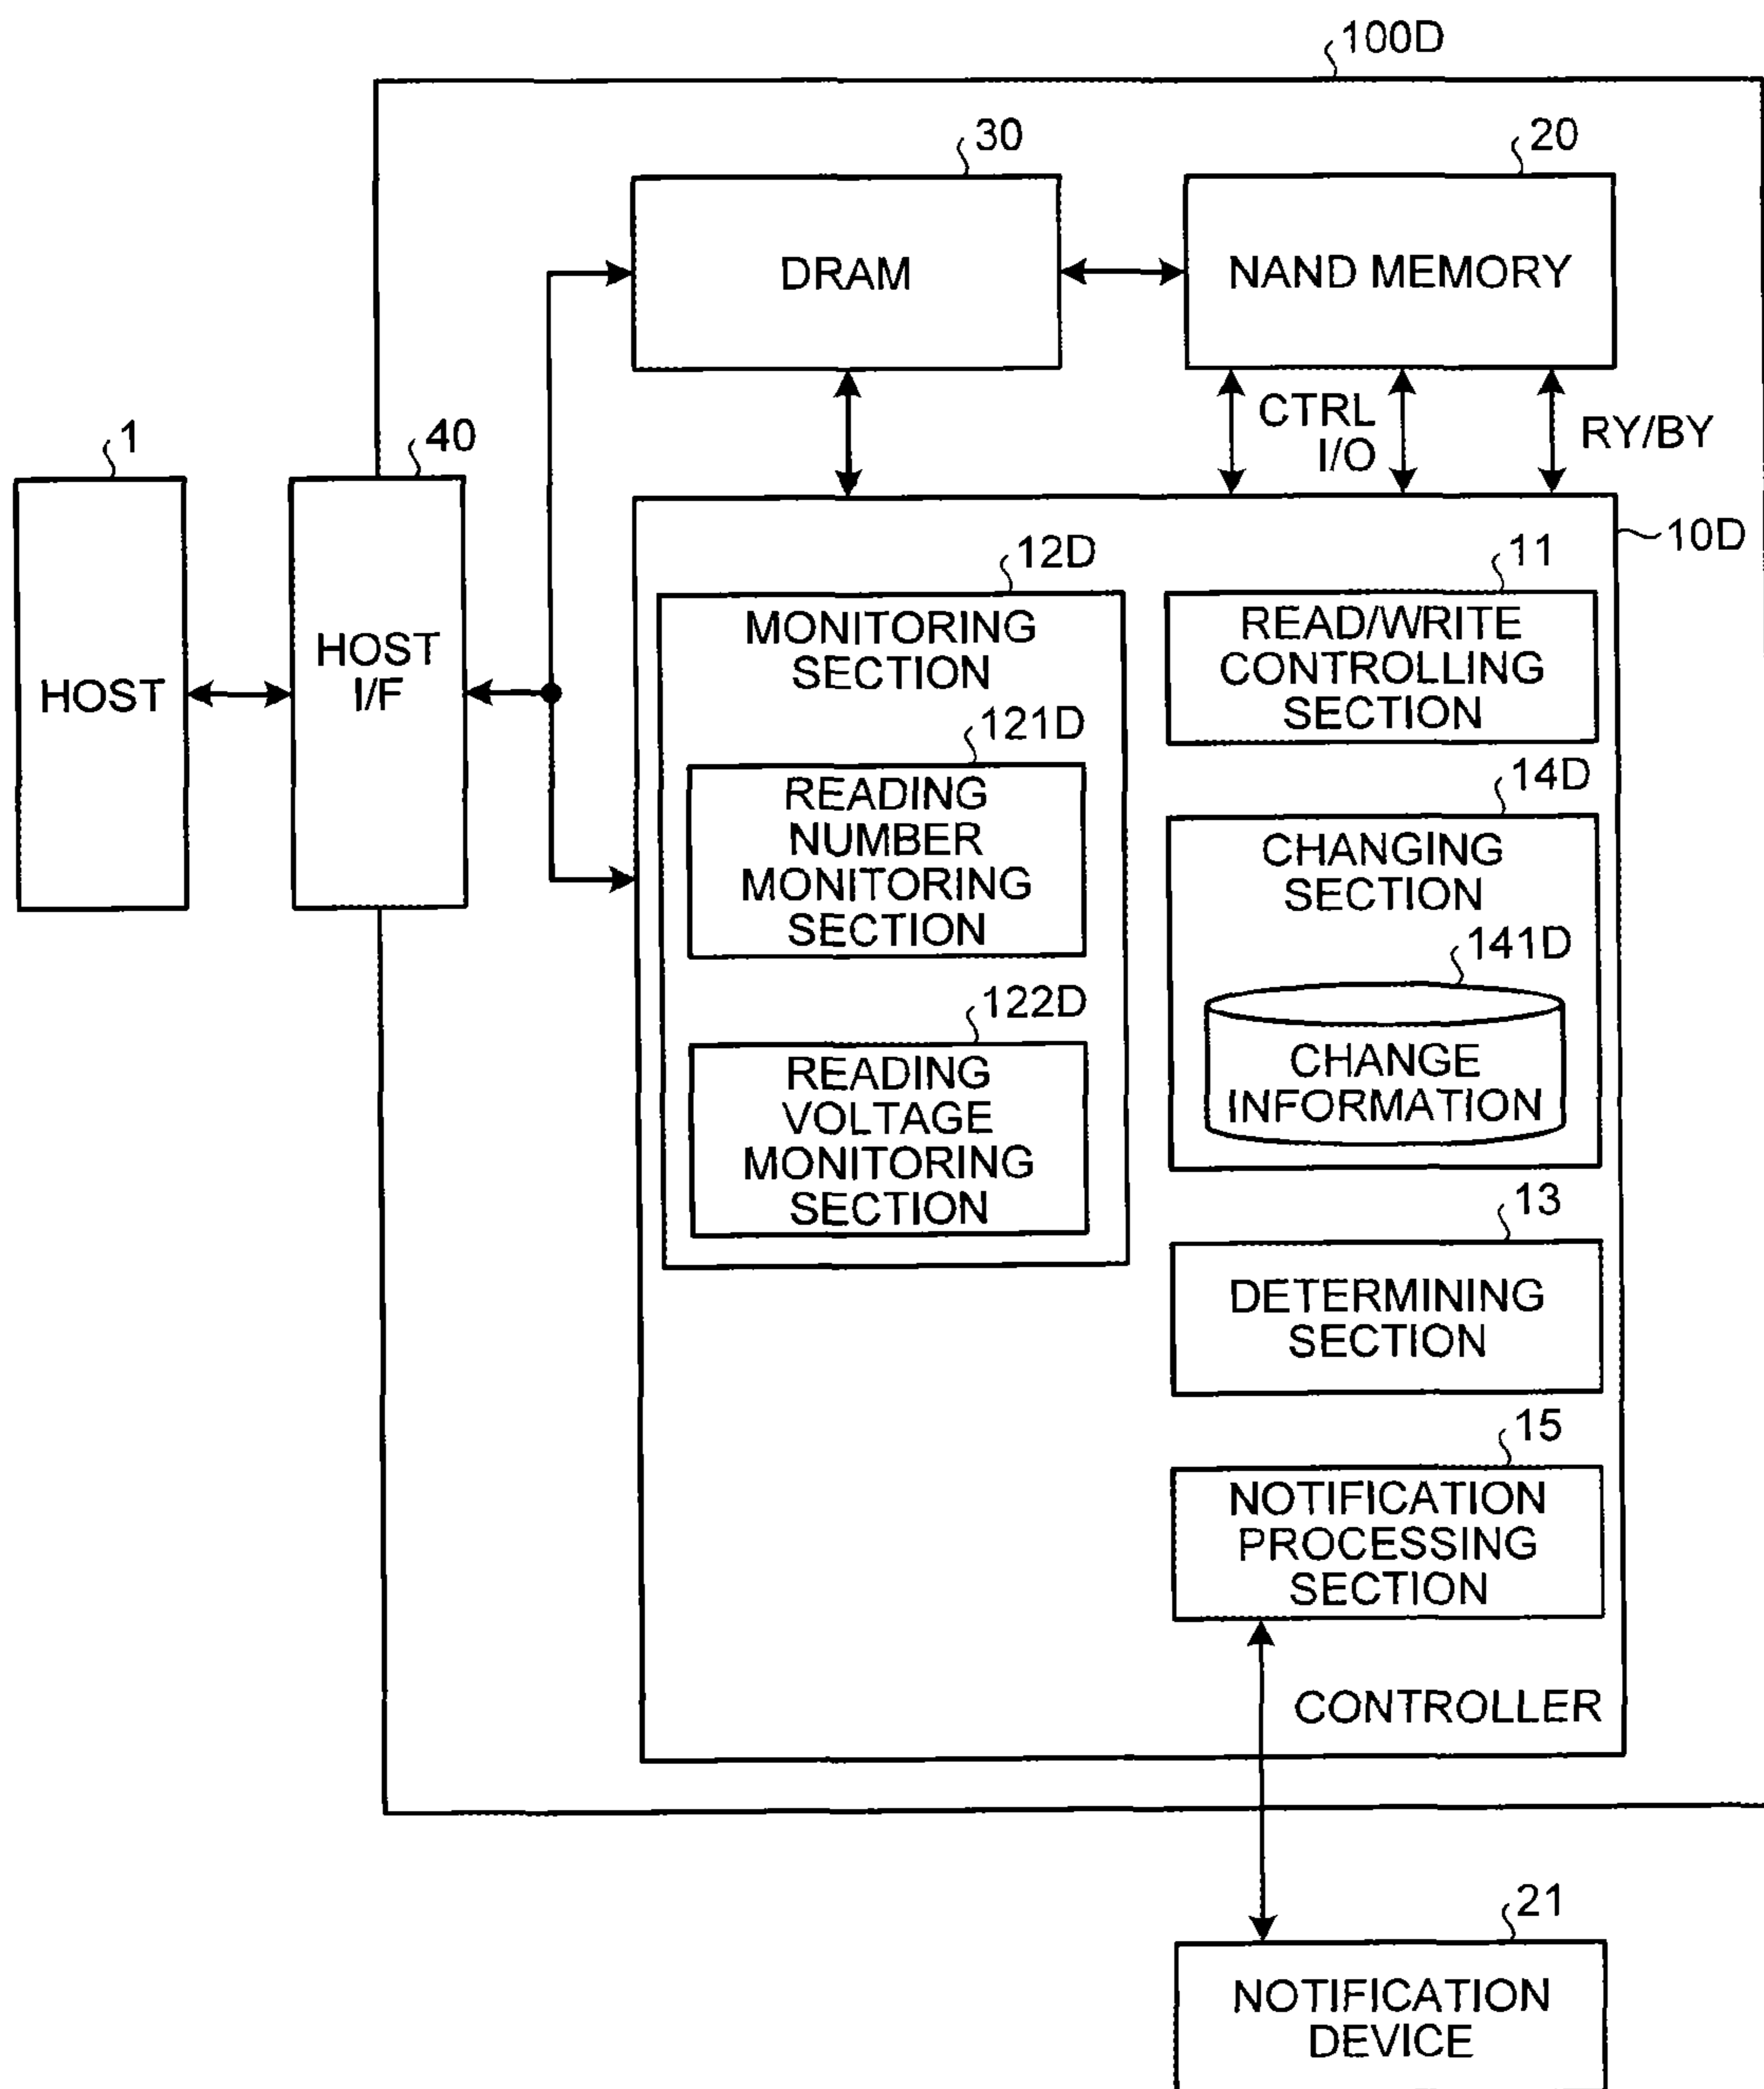 100D
30
20
DRAM
NAND MEMORY
CTRL
I/O
RY/BY
1
40
HOST
HOST
I/F
10D
12D
MONITORING
SECTION
121D
READING
NUMBER
MONITORING
SECTION
122D
READING
VOLTAGE
MONITORING
SECTION
11
READ/WRITE
CONTROLLING
SECTION
14D
CHANGING
SECTION
141D
CHANGE
INFORMATION
13
DETERMINING
SECTION
15
NOTIFICATION
PROCESSING
SECTION
CONTROLLER
21
NOTIFICATION
DEVICE